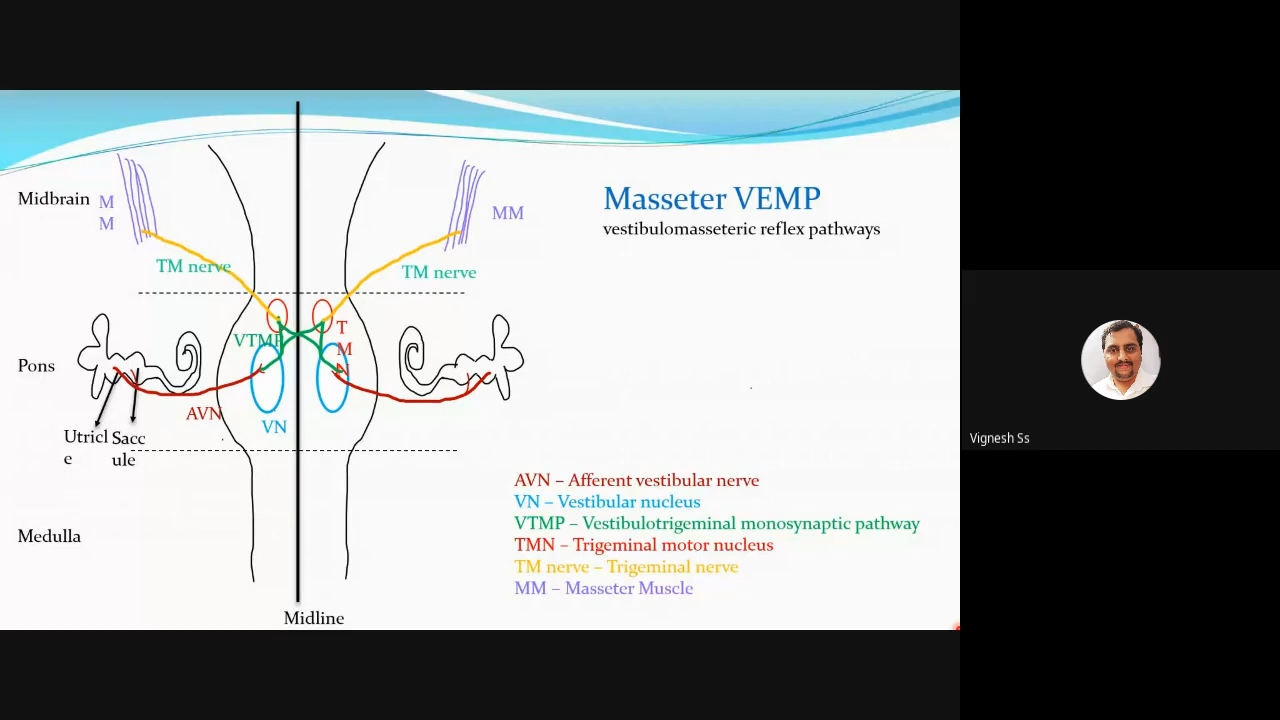 Masseter VEMP
vestibulomasseteric reflex pathways
Midbrain
M
M
MM
TM nerve
TM nerve
VTMP
T
M
N
Pons
AVN
VN
Utricl
e
Sacc
ule
Medulla
Midline
AVN – Afferent vestibular nerve
VN – Vestibular nucleus
VTMP – Vestibulotrigeminal monosynaptic pathway
TMN – Trigeminal motor nucleus
TM nerve – Trigeminal nerve
MM – Masseter Muscle
Vignesh Ss